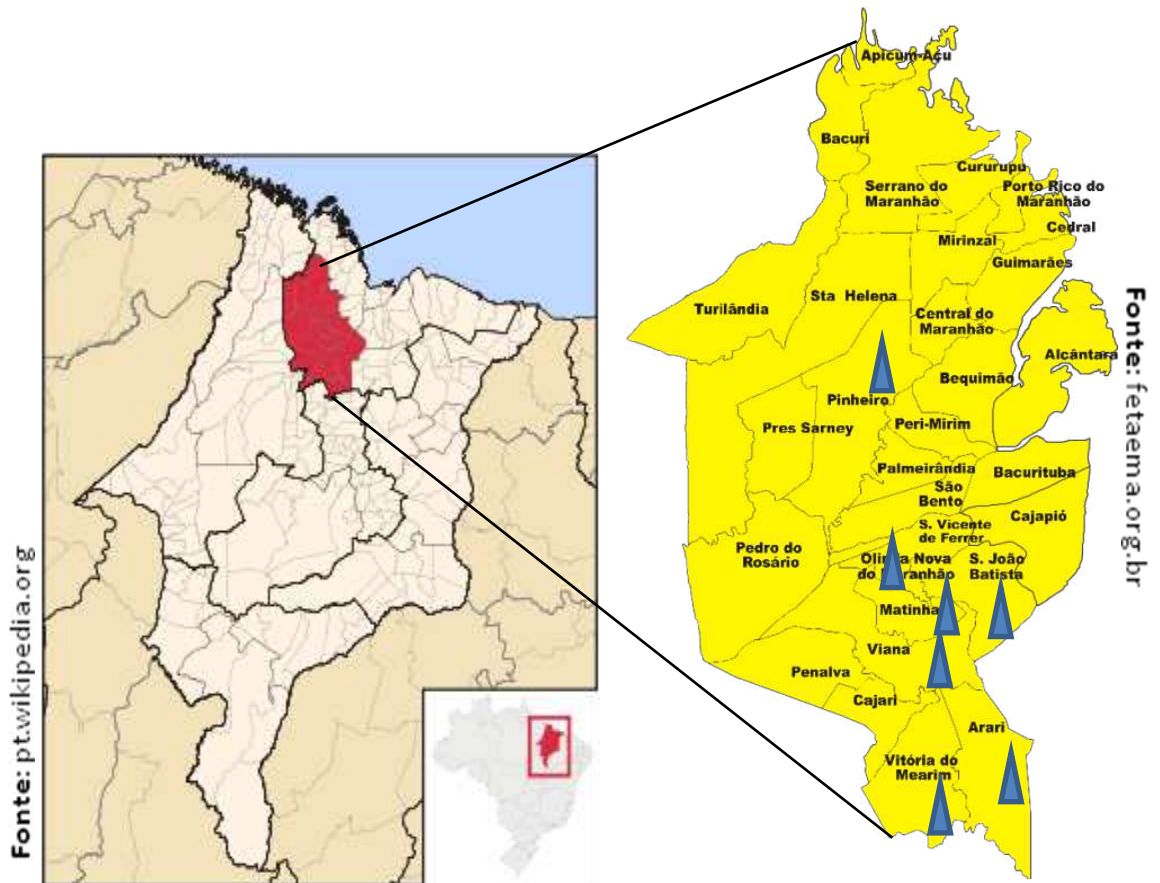 Fonte: pt.wikipedia.org
Apicum-Açu
Bacuri
Cururupu
Serrano do
Maranhão
Porto Rico do
Maranhão
Cedral
Mirinzal
Guimarães
Turilândia
Sta Helena
Central do
Maranhão
Alcântara
Bequimão
Pinheiro
Pres Sarney
Peri-Mirim
Palmeirândia
Bacurituba
São
Bento
Cajapió
S. Vicente
de Ferrer
Pedro do
Rosário
Olinda Nova
do Maranhão
S. João
Batista
Matinha
Viana
Penalva
Cajari
Arari
Vitória do
Mearim
Fonte: fetaema.org.br